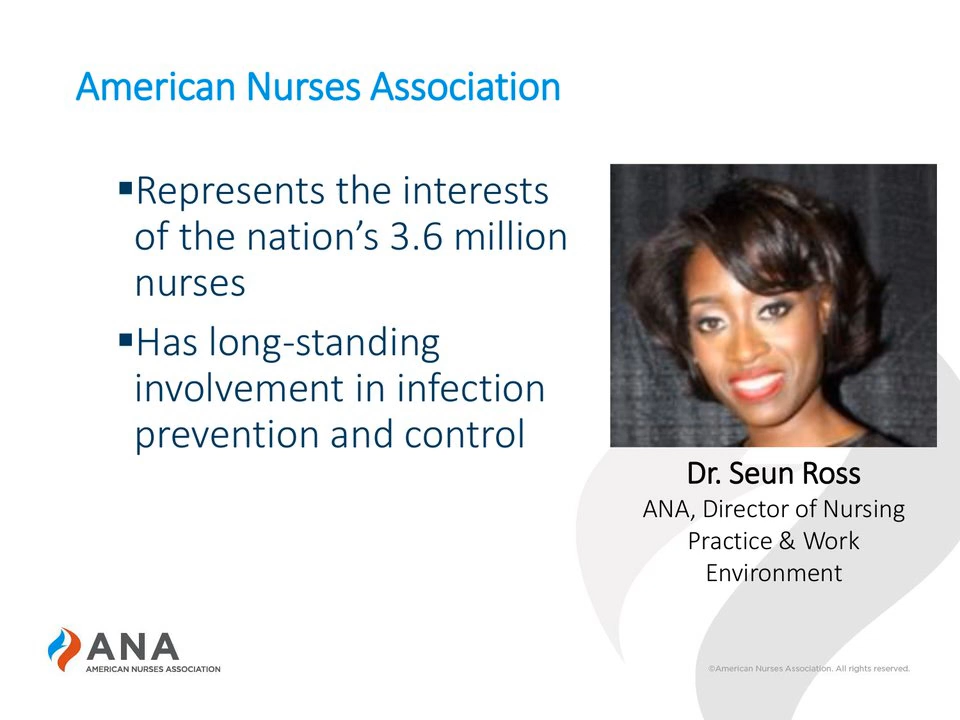 American Nurses Association
▪Represents the interests
of the nation’s 3.6 million
nurses
▪Has long-standing
involvement in infection
prevention and control
Dr. Seun Ross
ANA, Director of Nursing
Practice & Work
Environment
ANA
AMERICAN NURSES ASSOCIATION
©American Nurses Association. All rights reserved.